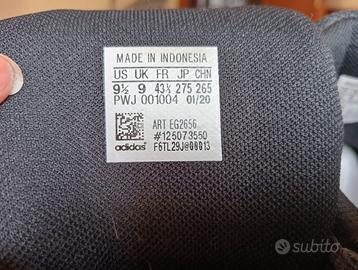 MADE IN INDONESIA
US UK FR JP CHN
9½ 9 43⅓ 275 265
PWJ 001004 01/20
ART EG2656
#125073550
adidas® F6TL29J@00013
subito